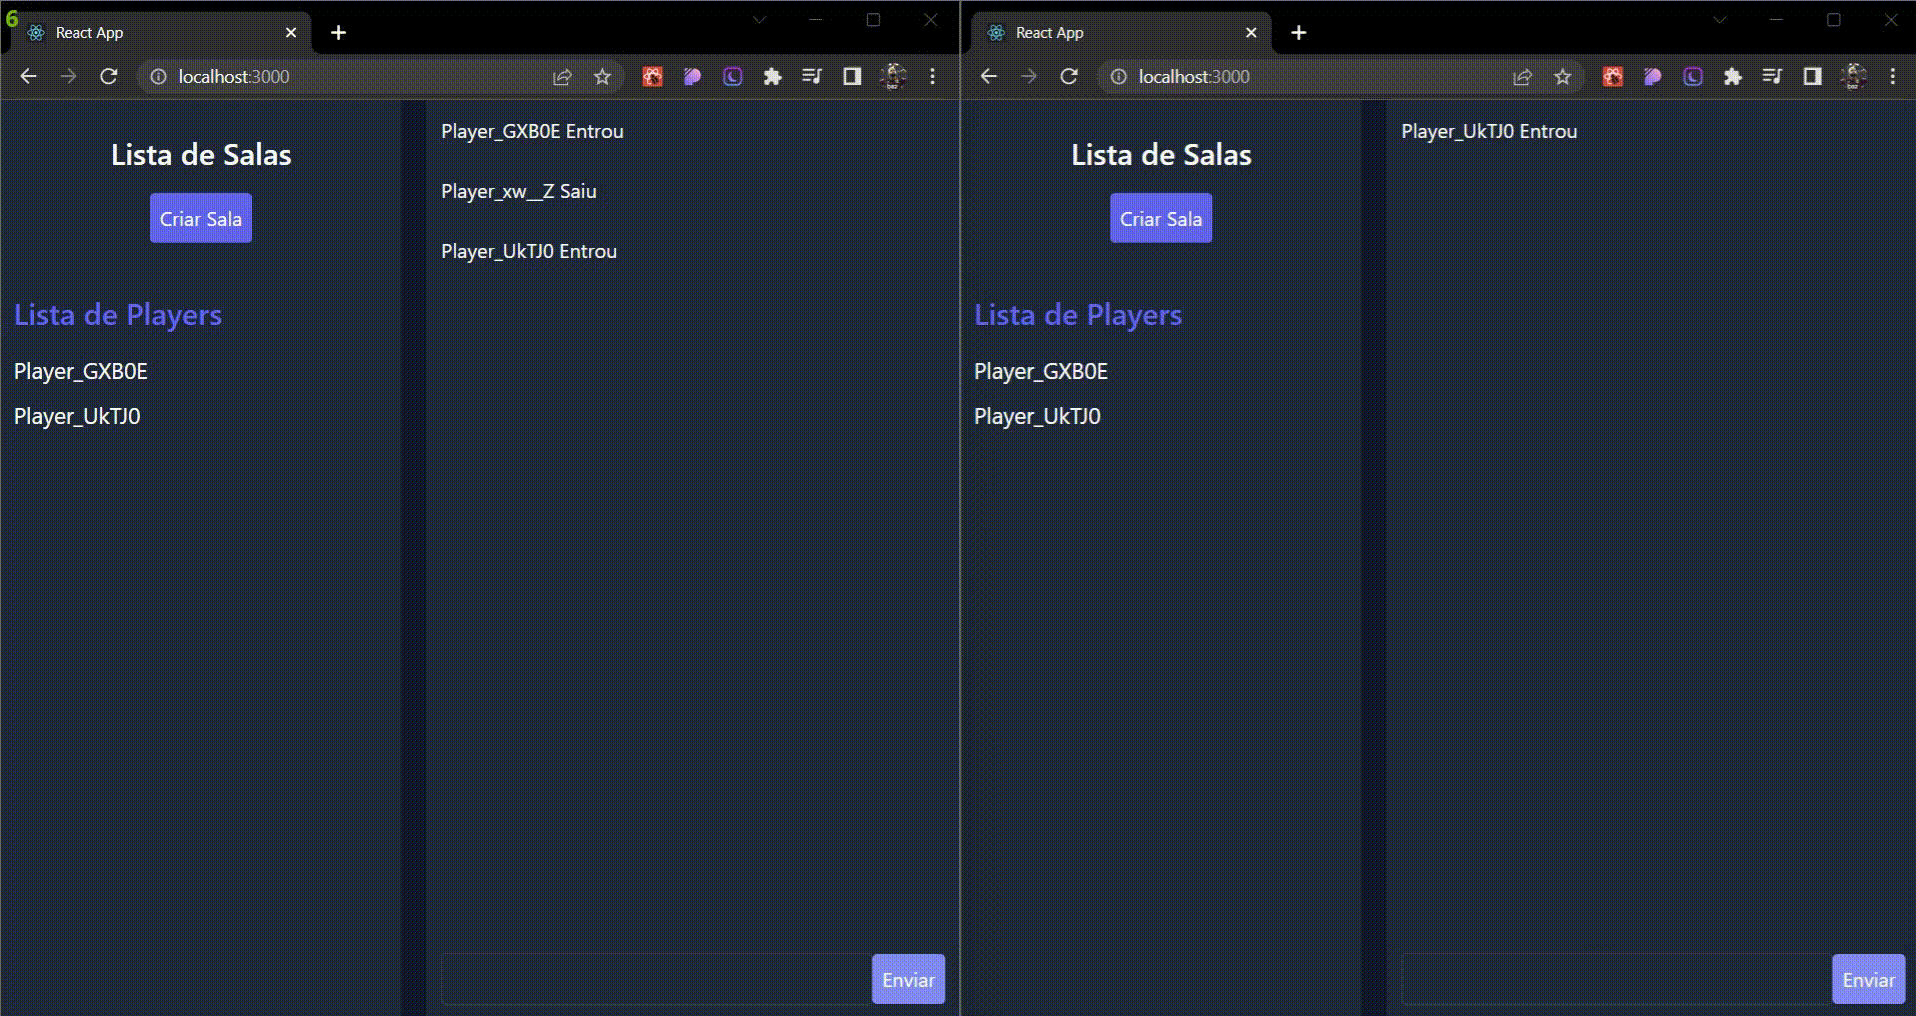 6
React App
localhost:3000
Lista de Salas
Criar Sala
Lista de Players
Player_GXB0E
Player_UkTJ0
Player_GXB0E Entrou
Player_xw__Z Saiu
Player_UkTJ0 Entrou
Enviar
React App
localhost:3000
Lista de Salas
Criar Sala
Lista de Players
Player_GXB0E
Player_UkTJ0
Player_UkTJ0 Entrou
Enviar